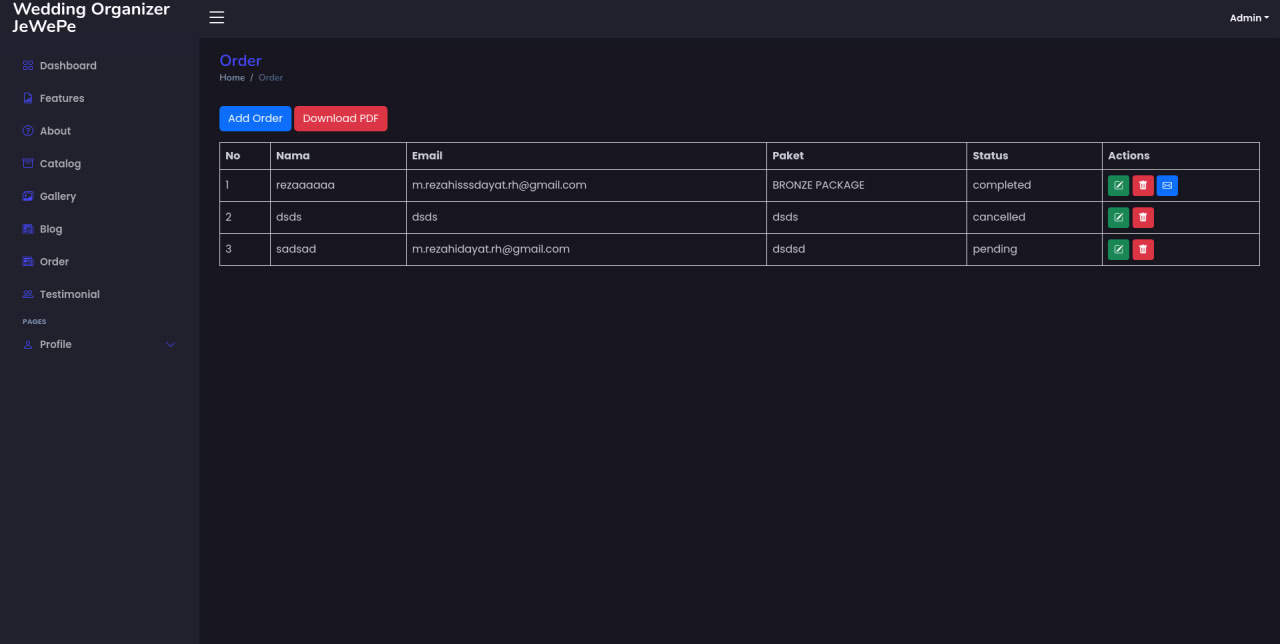 Wedding Organizer
JeWePe
Admin
Dashboard
Features
About
Catalog
Gallery
Blog
Order
Testimonial
PAGES
Profile
Order
Home / Order
Add Order Download PDF
No Nama Email Paket Status Actions
1 rezaaaaaa m.rezahisssdayat.rh@gmail.com BRONZE PACKAGE completed
2 dsds dsds dsds cancelled
3 sadsad m.rezahidayat.rh@gmail.com dsdsd pending